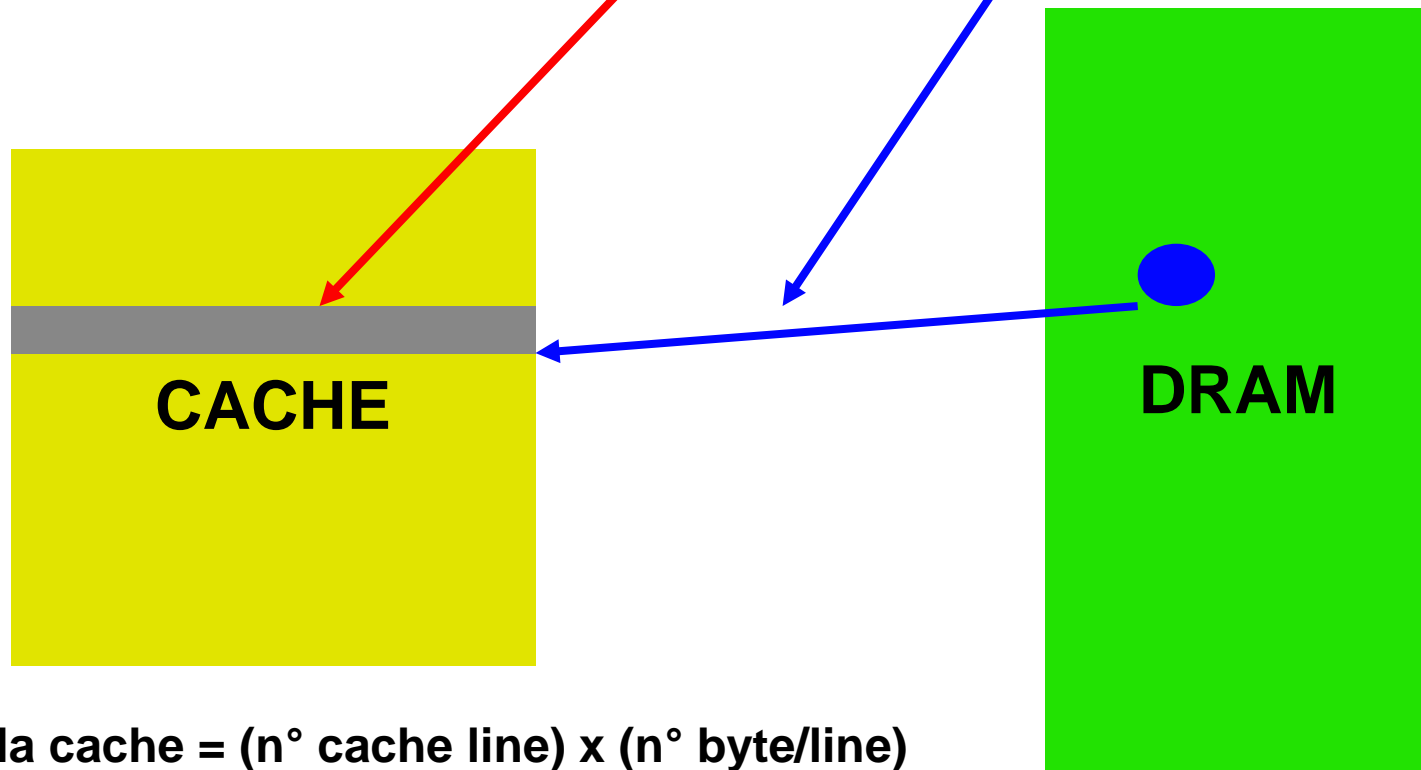 CACHE
DRAM
la cache = (n° cache line) x (n° byte/line)